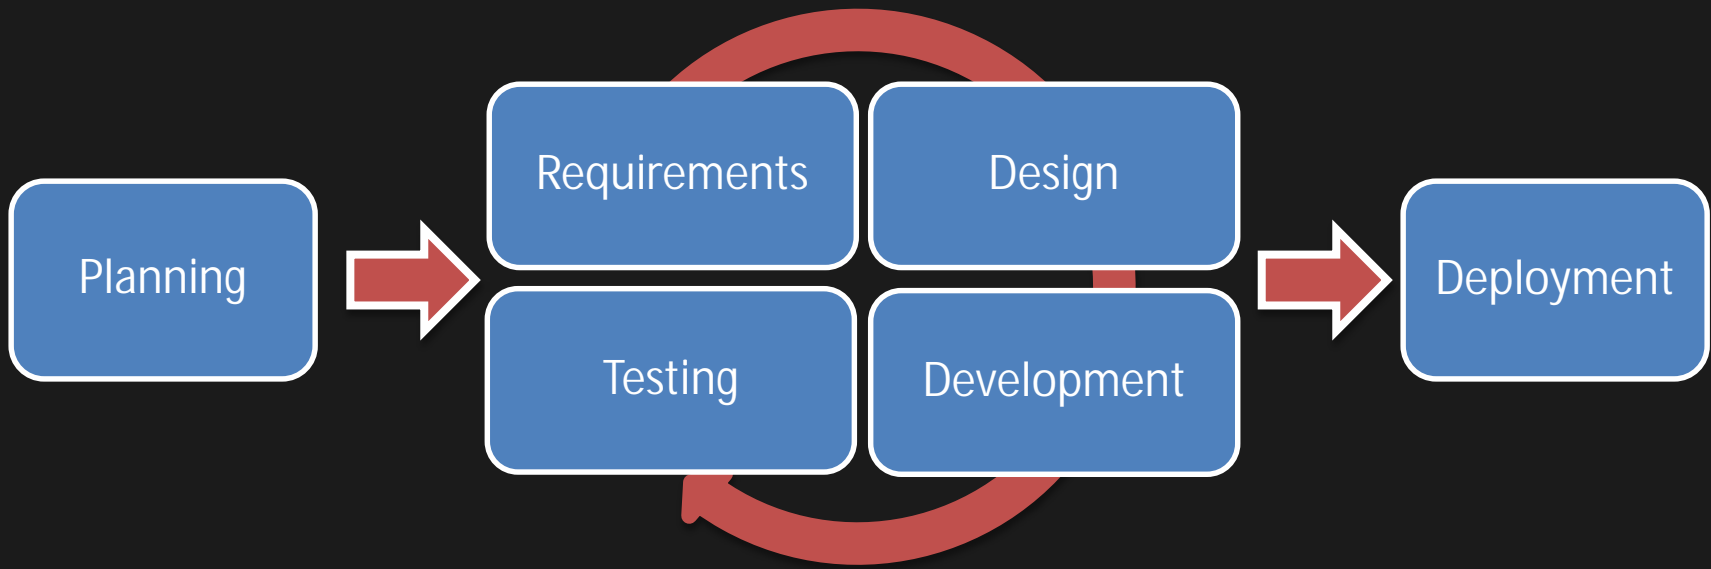 Planning
Requirements
Design
Testing
Development
Deployment